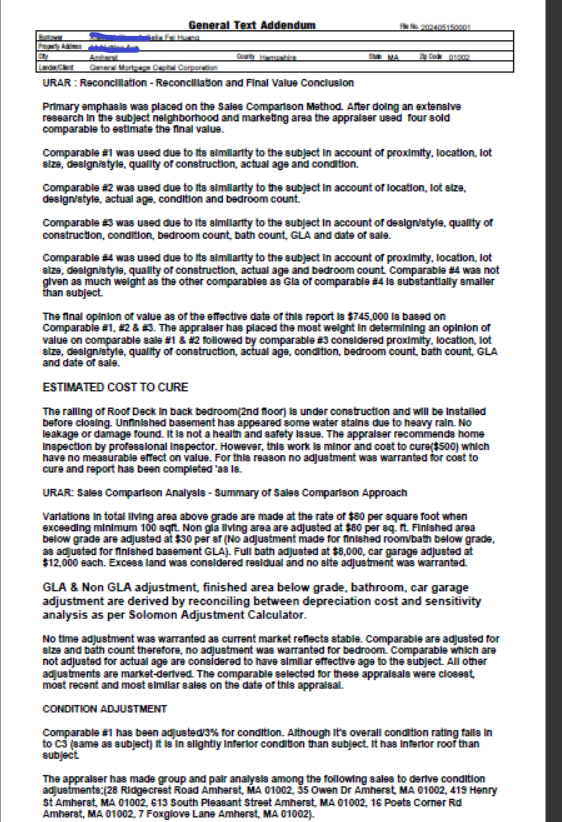 General Text Addendum
File No. 202405150001
Borrower Fei Huang
Property Address
City Amherst County Hampshire State MA Zip Code 01002
Lender/Client General Mortgage Capital Corporation
URAR : Reconciliation - Reconciliation and Final Value Conclusion
Primary emphasis was placed on the Sales Comparison Method. After doing an extensive
research in the subject neighborhood and marketing area the appraiser used four sold
comparable to estimate the final value.
Comparable #1 was used due to its similarity to the subject in account of proximity, location, lot
size, design/style, quality of construction, actual age and condition.
Comparable #2 was used due to its similarity to the subject in account of location, lot size,
design/style, actual age, condition and bedroom count.
Comparable #3 was used due to its similarity to the subject in account of design/style, quality of
construction, condition, bedroom count, bath count, GLA and date of sale.
Comparable #4 was used due to its similarity to the subject in account of proximity, location, lot
size, design/style, quality of construction, actual age and bedroom count. Comparable #4 was not
given as much weight as the other comparables as Gla of comparable #4 is substantially smaller
than subject.
The final opinion of value as of the effective date of this report is $745,000 is based on
Comparable #1, #2 & #3. The appraiser has placed the most weight in determining an opinion of
value on comparable sale #1 & #2 followed by comparable #3 considered proximity, location, lot
size, design/style, quality of construction, actual age, condition, bedroom count, bath count, GLA
and date of sale.
ESTIMATED COST TO CURE
The railing of Roof Deck in back bedroom(2nd floor) is under construction and will be installed
before closing. Unfinished basement has appeared some water stains due to heavy rain. No
leakage or damage found. It is not a health and safety issue. The appraiser recommends home
inspection by professional inspector. However, this work is minor and cost to cure($500) which
have no measurable effect on value. For this reason no adjustment was warranted for cost to
cure and report has been completed 'as is.
URAR: Sales Comparison Analysis - Summary of Sales Comparison Approach
Variations in total living area above grade are made at the rate of $80 per square foot when
exceeding minimum 100 sqft. Non gla living area are adjusted at $80 per sq. ft. Finished area
below grade are adjusted at $30 per sf (No adjustment made for finished room/bath below grade,
as adjusted for finished basement GLA). Full bath adjusted at $8,000, car garage adjusted at
$12,000 each. Excess land was considered residual and no site adjustment was warranted.
GLA & Non GLA adjustment, finished area below grade, bathroom, car garage
adjustment are derived by reconciling between depreciation cost and sensitivity
analysis as per Solomon Adjustment Calculator.
No time adjustment was warranted as current market reflects stable. Comparable are adjusted for
size and bath count therefore, no adjustment was warranted for bedroom. Comparable which are
not adjusted for actual age are considered to have similar effective age to the subject. All other
adjustments are market-derived. The comparable selected for these appraisals were closest,
most recent and most similar sales on the date of this appraisal.
CONDITION ADJUSTMENT
Comparable #1 has been adjusted/3% for condition. Although it's overall condition rating falls in
to C3 (same as subject) it is in slightly inferior condition than subject. It has inferior roof than
subject.
The appraiser has made group and pair analysis among the following sales to derive condition
adjustments;(28 Ridgecrest Road Amherst, MA 01002, 35 Owen Dr Amherst, MA 01002, 419 Henry
St Amherst, MA 01002, 613 South Pleasant Street Amherst, MA 01002, 16 Poets Corner Rd
Amherst, MA 01002, 7 Foxglove Lane Amherst, MA 01002).